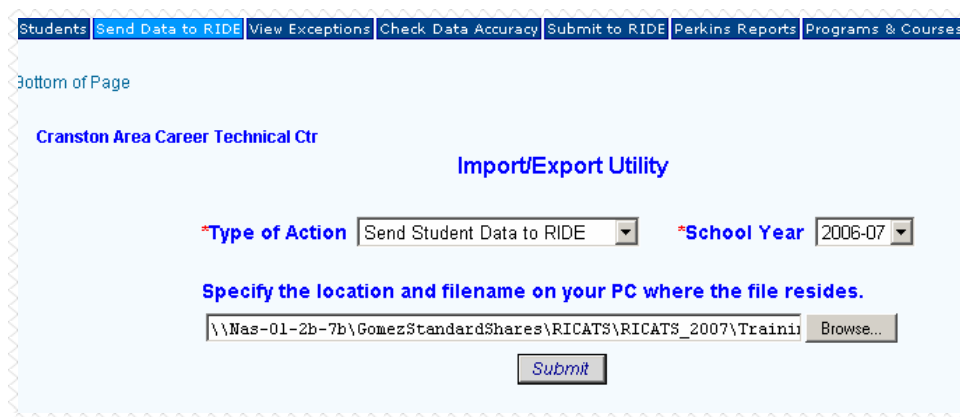 Students Send Data to RIDE View Exceptions Check Data Accuracy Submit to RIDE Perkins Reports Programs & Courses
Bottom of Page
Cranston Area Career Technical Ctr
Import/Export Utility
*Type of Action Send Student Data to RIDE *School Year 2006-07
Specify the location and filename on your PC where the file resides.
\\Nas-01-2b-7b\GomezStandardShares\RICATS\RICATS_2007\Trainin Browse...
Submit